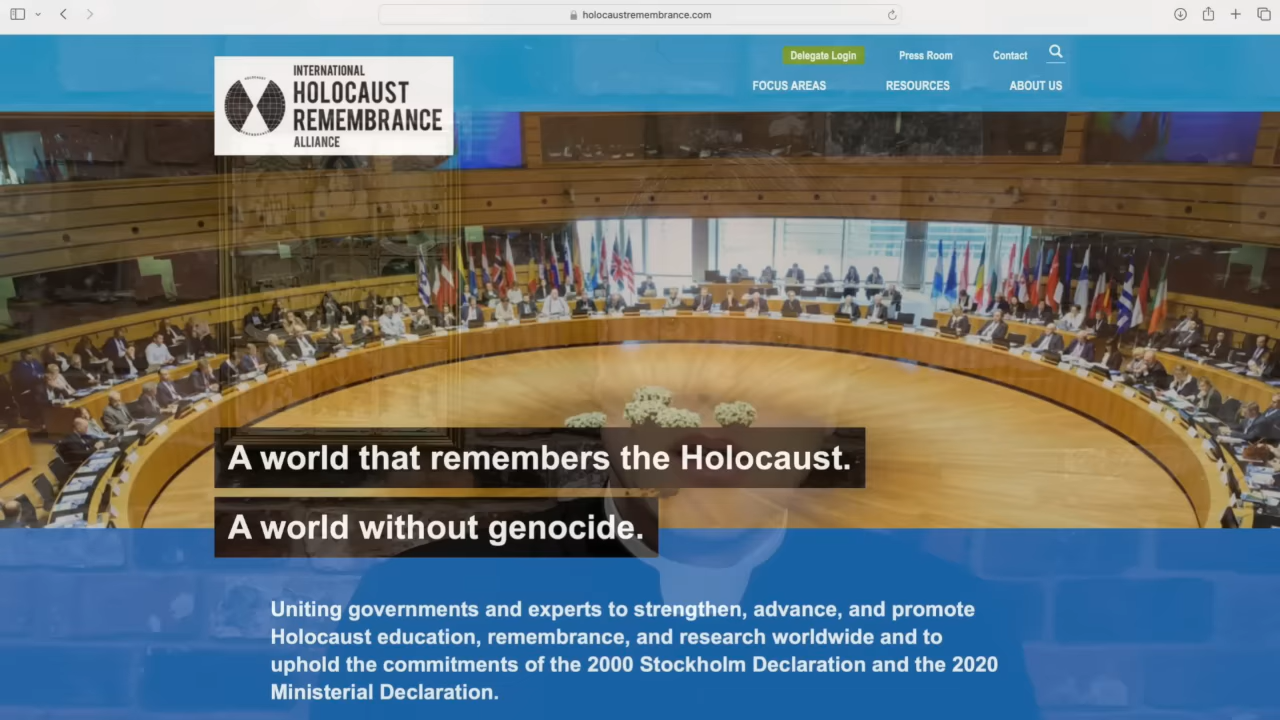 holocaustremembrance.com
Delegate Login
Press Room
Contact
INTERNATIONAL
HOLOCAUST
REMEMBRANCE
ALLIANCE
FOCUS AREAS
RESOURCES
ABOUT US
A world that remembers the Holocaust.
A world without genocide.
Uniting governments and experts to strengthen, advance, and promote
Holocaust education, remembrance, and research worldwide and to
uphold the commitments of the 2000 Stockholm Declaration and the 2020
Ministerial Declaration.